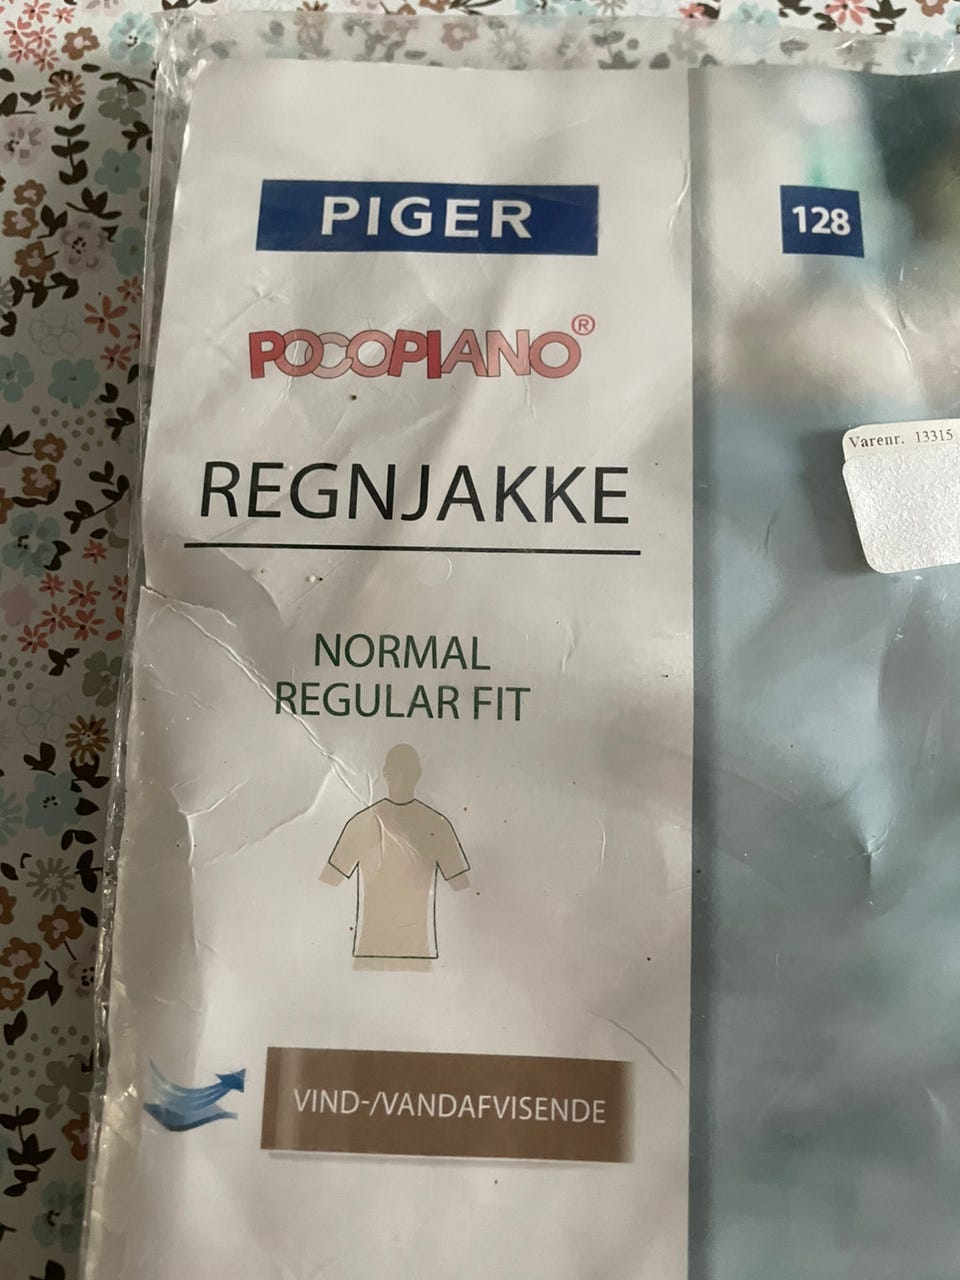 PIGER
128
POCOPIANO®
Varenr. 13315
REGNJAKKE
NORMAL
REGULAR FIT
VIND-/VANDAFVISENDE